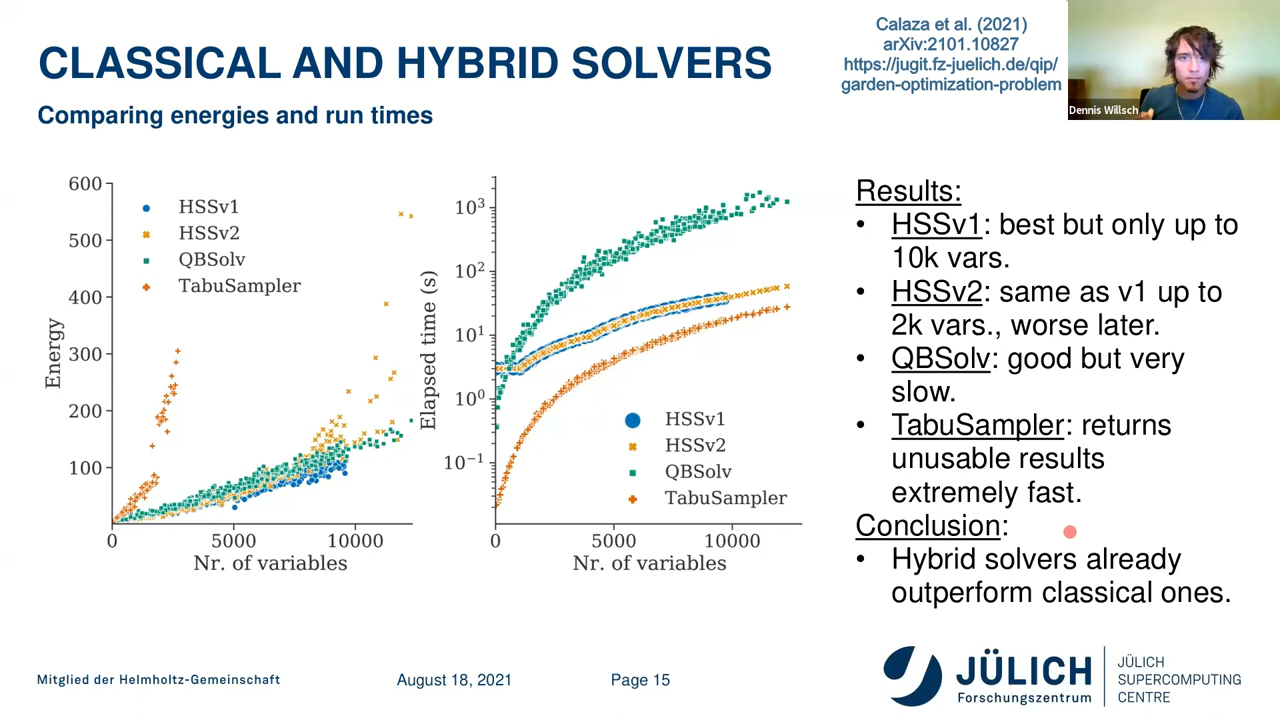 CLASSICAL AND HYBRID SOLVERS
Comparing energies and run times
Calaza et al. (2021)
arXiv:2101.10827
https://jugit.fz-juelich.de/qip/
garden-optimization-problem
Dennis Willsch
600
500
400
300
200
100
Energy
HSSv1
HSSv2
QBSolv
TabuSampler
0
5000
10000
Nr. of variables
10³
10²
10¹
10⁰
10⁻¹
Elapsed time (s)
HSSv1
HSSv2
QBSolv
TabuSampler
0
5000
10000
Nr. of variables
Results:
• HSSv1: best but only up to
10k vars.
• HSSv2: same as v1 up to
2k vars., worse later.
• QBSolv: good but very
slow.
• TabuSampler: returns
unusable results
extremely fast.
Conclusion:
• Hybrid solvers already
outperform classical ones.
Mitglied der Helmholtz-Gemeinschaft
August 18, 2021
Page 15
JÜLICH
Forschungszentrum
JÜLICH
SUPERCOMPUTING
CENTRE